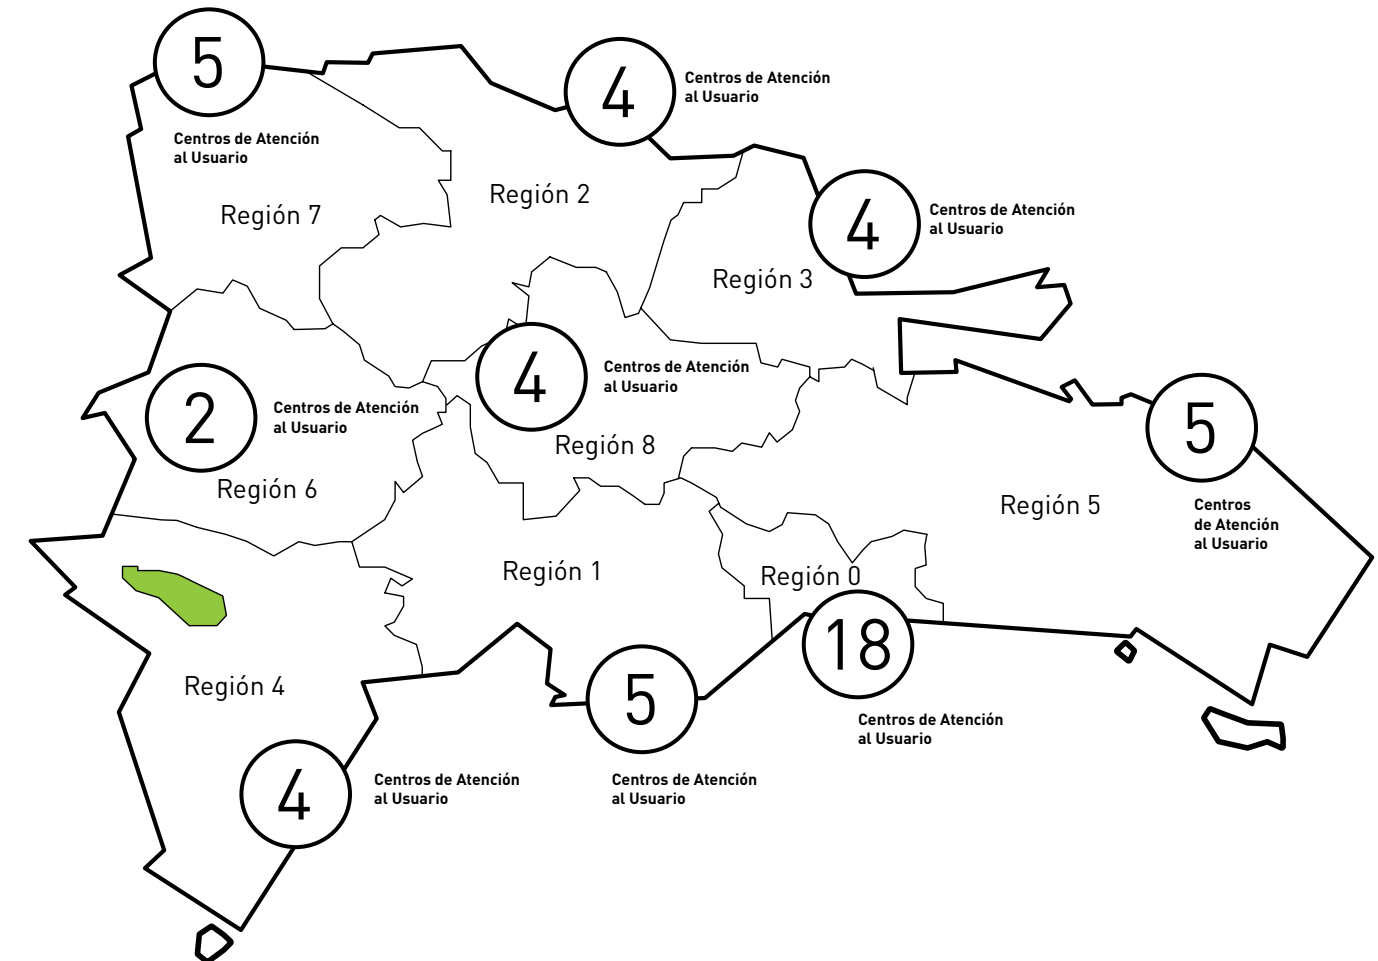 5
Centros de Atención
al Usuario
Región 7
4
Centros de Atención
al Usuario
Región 2
4
Centros de Atención
al Usuario
Región 3
4
Centros de Atención
al Usuario
Región 8
2
Centros de Atención
al Usuario
Región 6
5
Centros
de Atención
al Usuario
Región 5
Región 1
5
Centros de Atención
al Usuario
Región 0
18
Centros de Atención
al Usuario
Región 4
4
Centros de Atención
al Usuario